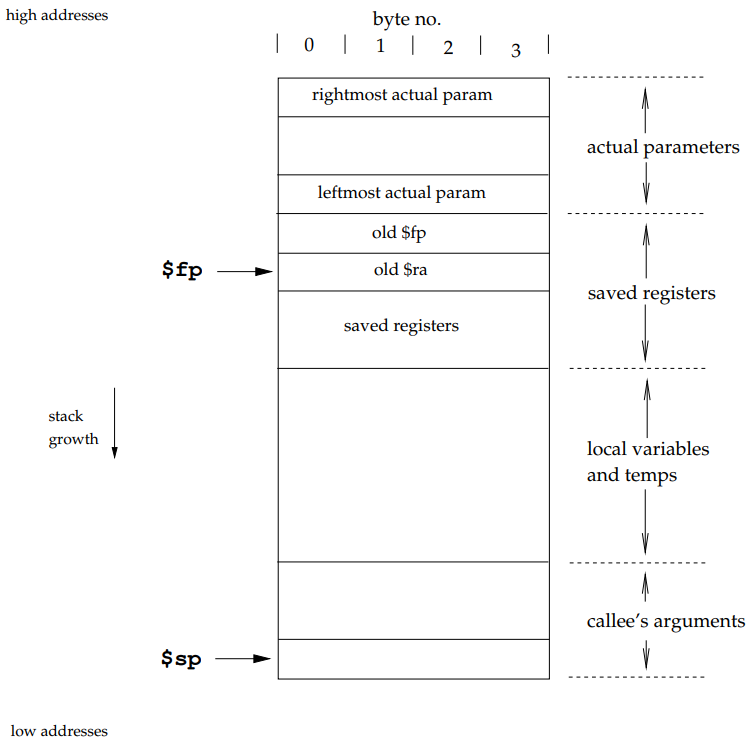 high addresses
byte no.
0 1 2 3
rightmost actual param
actual parameters
leftmost actual param
old $fp
$fp
old $ra
saved registers
saved registers
stack
growth
local variables
and temps
callee's arguments
$sp
low addresses